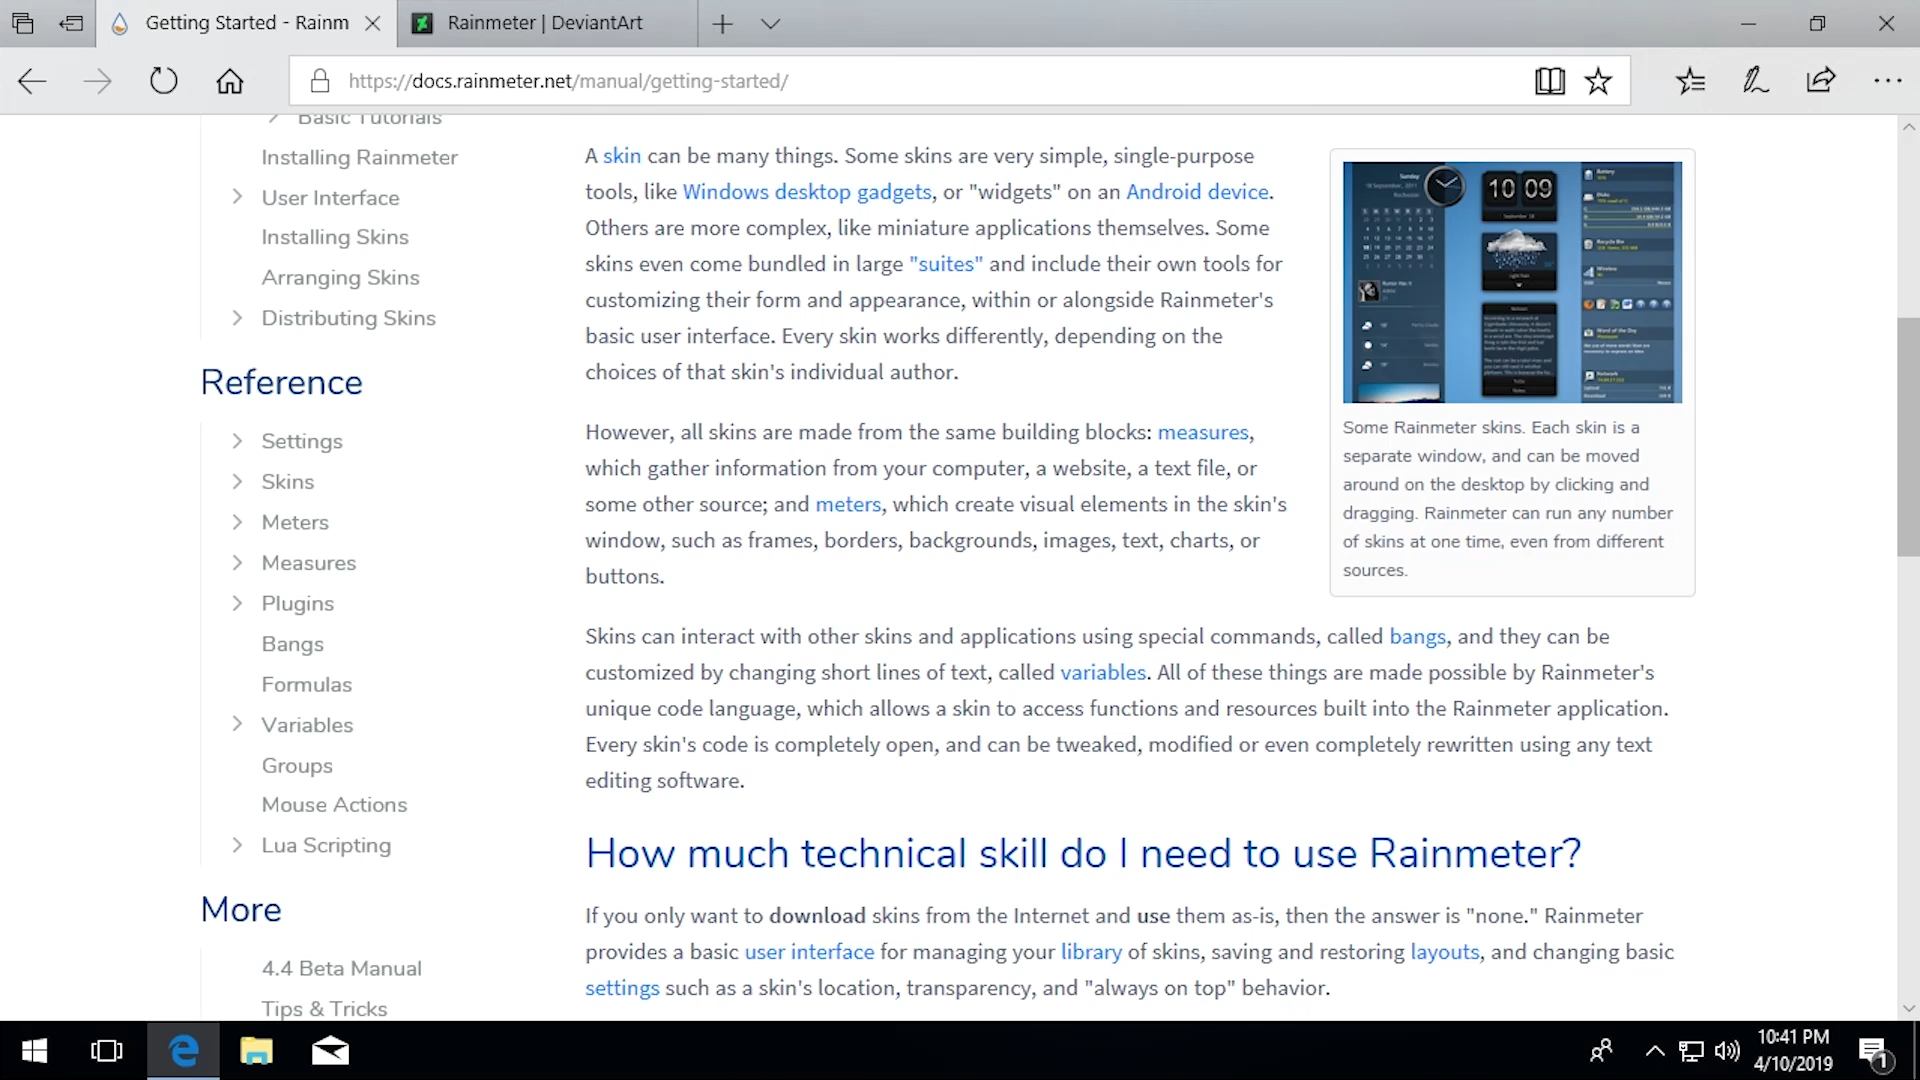 Getting Started - Rainm
Rainmeter | DeviantArt
https://docs.rainmeter.net/manual/getting-started/
Basic Tutorials
Installing Rainmeter
User Interface
Installing Skins
Arranging Skins
Distributing Skins
Reference
Settings
Skins
Meters
Measures
Plugins
Bangs
Formulas
Variables
Groups
Mouse Actions
Lua Scripting
More
4.4 Beta Manual
Tips & Tricks
A skin can be many things. Some skins are very simple, single-purpose
tools, like Windows desktop gadgets, or "widgets" on an Android device.
Others are more complex, like miniature applications themselves. Some
skins even come bundled in large "suites" and include their own tools for
customizing their form and appearance, within or alongside Rainmeter's
basic user interface. Every skin works differently, depending on the
choices of that skin's individual author.
However, all skins are made from the same building blocks: measures,
which gather information from your computer, a website, a text file, or
some other source; and meters, which create visual elements in the skin's
window, such as frames, borders, backgrounds, images, text, charts, or
buttons.
10 09
Some Rainmeter skins. Each skin is a
separate window, and can be moved
around on the desktop by clicking and
dragging. Rainmeter can run any number
of skins at one time, even from different
sources.
Skins can interact with other skins and applications using special commands, called bangs, and they can be
customized by changing short lines of text, called variables. All of these things are made possible by Rainmeter's
unique code language, which allows a skin to access functions and resources built into the Rainmeter application.
Every skin's code is completely open, and can be tweaked, modified or even completely rewritten using any text
editing software.
How much technical skill do I need to use Rainmeter?
If you only want to download skins from the Internet and use them as-is, then the answer is "none." Rainmeter
provides a basic user interface for managing your library of skins, saving and restoring layouts, and changing basic
settings such as a skin's location, transparency, and "always on top" behavior.
10:41 PM
4/10/2019
1